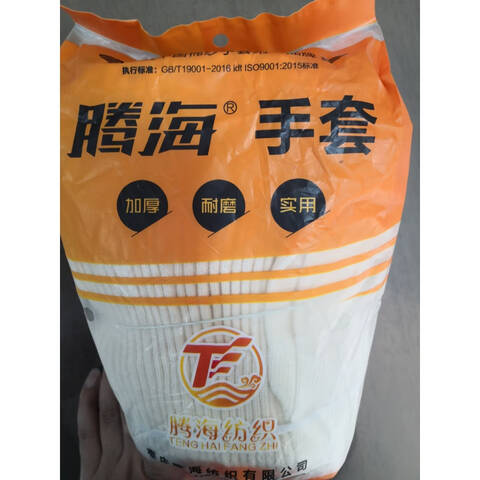 执行标准：GB/T19001-2016 idt ISO9001:2015标准
腾海® 手套
加厚 耐磨 实用
TF
腾海纺织
TENG HAI FANG ZHI
海纺织有限公司